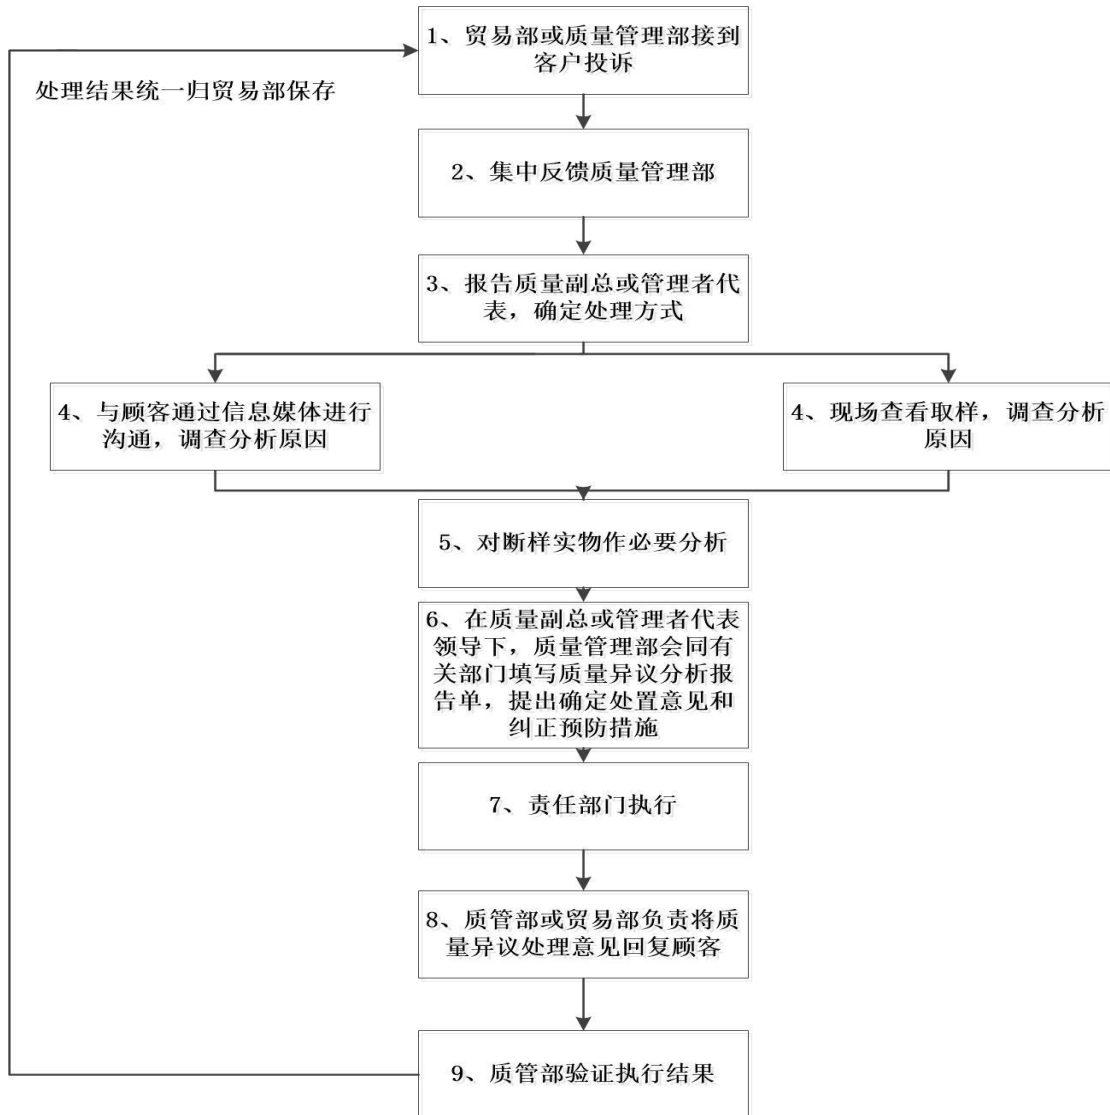 1、贸易部或质量管理部接到
客户投诉
处理结果统一归贸易部保存
2、集中反馈质量管理部
3、报告质量副总或管理者代
表，确定处理方式
4、与顾客通过信息媒体进行
沟通，调查分析原因
4、现场查看取样，调查分析
原因
5、对断样实物作必要分析
6、在质量副总或管理者代表
领导下，质量管理部会同有
关部门填写质量异议分析报
告单，提出确定处置意见和
纠正预防措施
7、责任部门执行
8、质管部或贸易部负责将质
量异议处理意见回复顾客
9、质管部验证执行结果